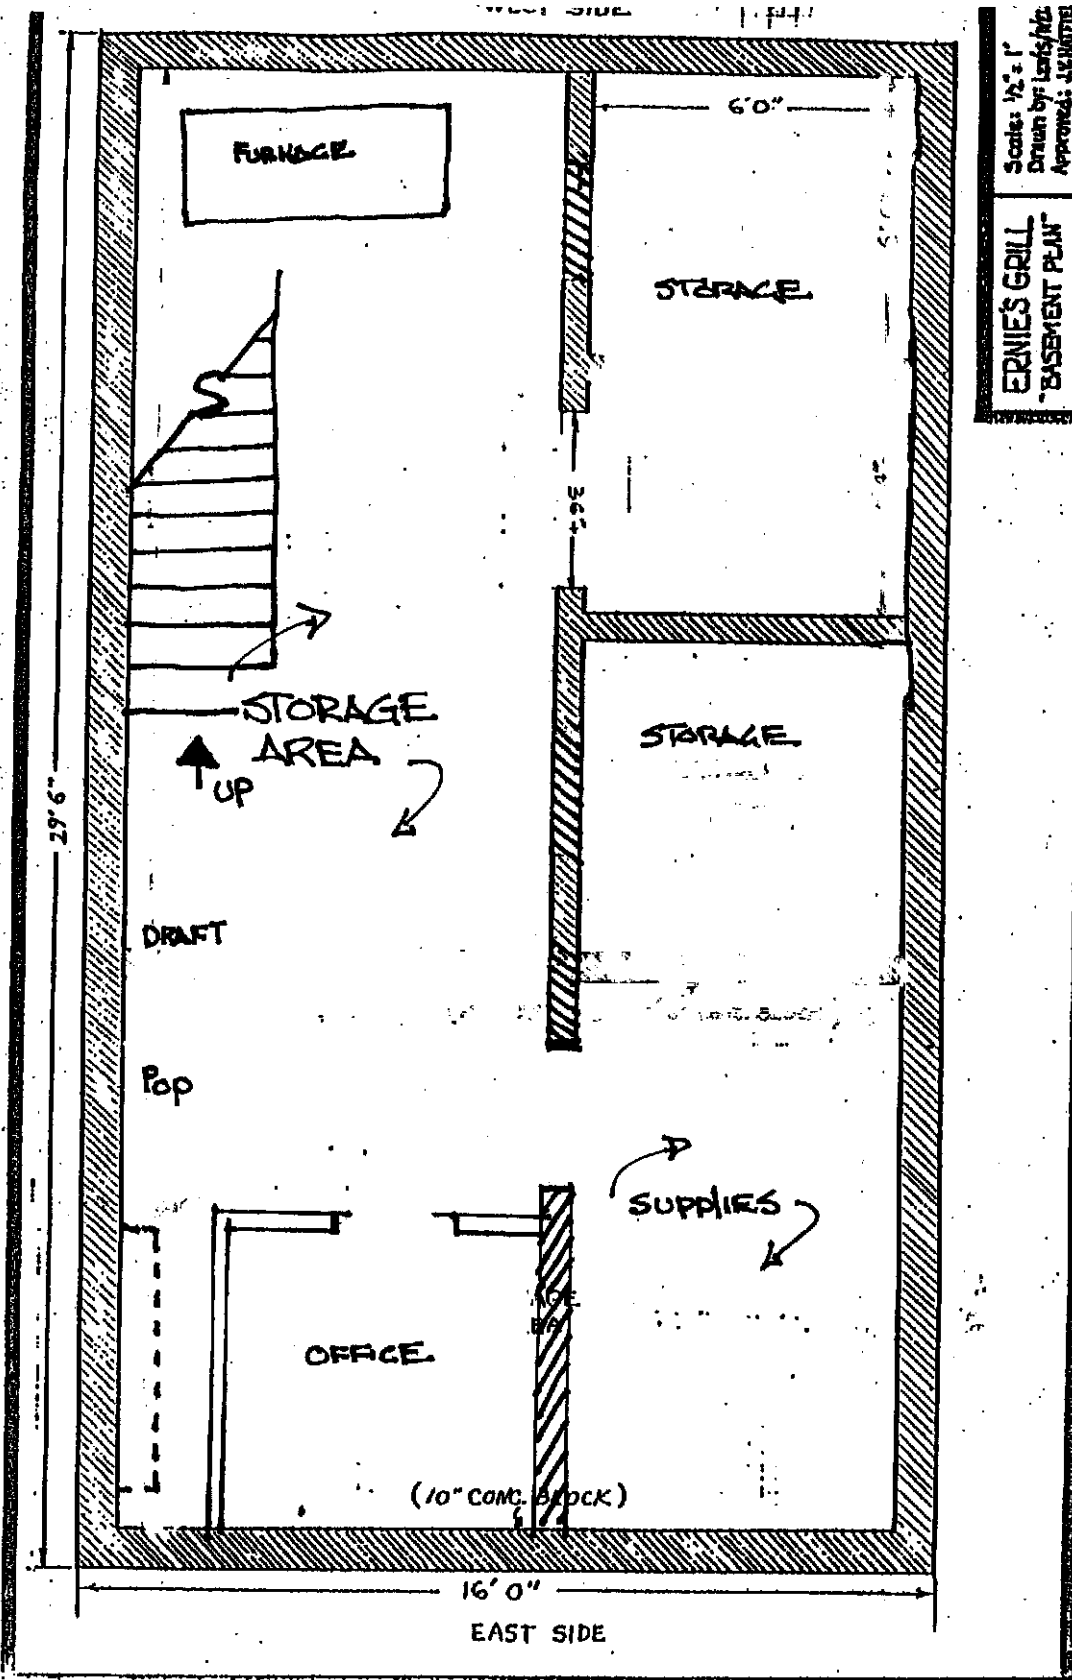 WEST SIDE
Scale: 1/2" = 1'
Drawn by:
Approved:
ERNIE'S GRILL
"BASEMENT PLAN"
6'0"
FURNACE
STORAGE
36"±
STORAGE
AREA
UP
STORAGE
29'6"
DRAFT
POP
SUPPLIES
OFFICE
(10" CONC. BLOCK)
16' 0"
EAST SIDE